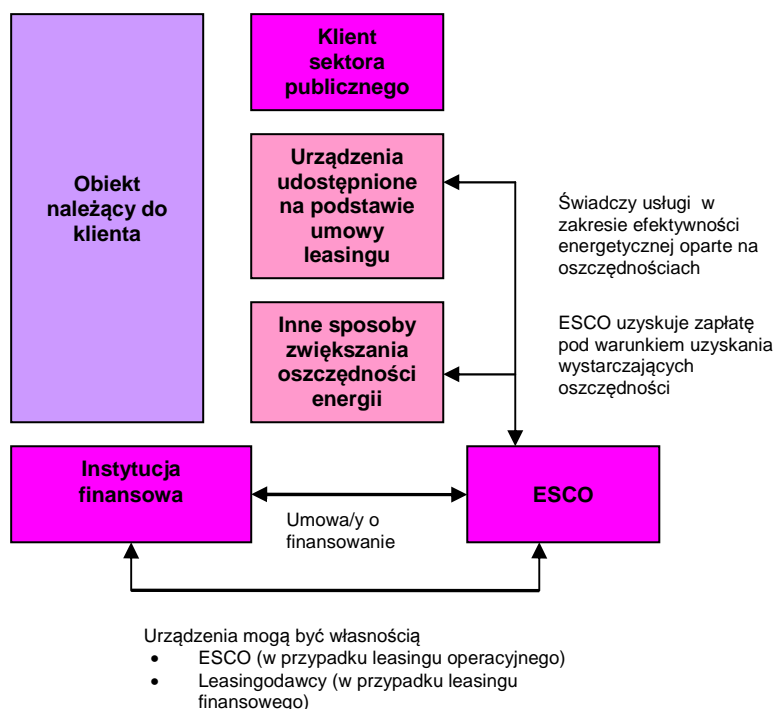 Klient
sektora
publicznego
Obiekt
należący do
klienta
Urządzenia
udostępnione
na podstawie
umowy
leasingu
Świadczy usługi w
zakresie efektywności
energetycznej oparte na
oszczędnościach
Inne sposoby
zwiększania
oszczędności
energii
ESCO uzyskuje zapłatę
pod warunkiem uzyskania
wystarczających
oszczędności
Instytucja
finansowa
ESCO
Umowa/y o
finansowanie
Urządzenia mogą być własnością
• ESCO (w przypadku leasingu operacyjnego)
• Leasingodawcy (w przypadku leasingu
finansowego)